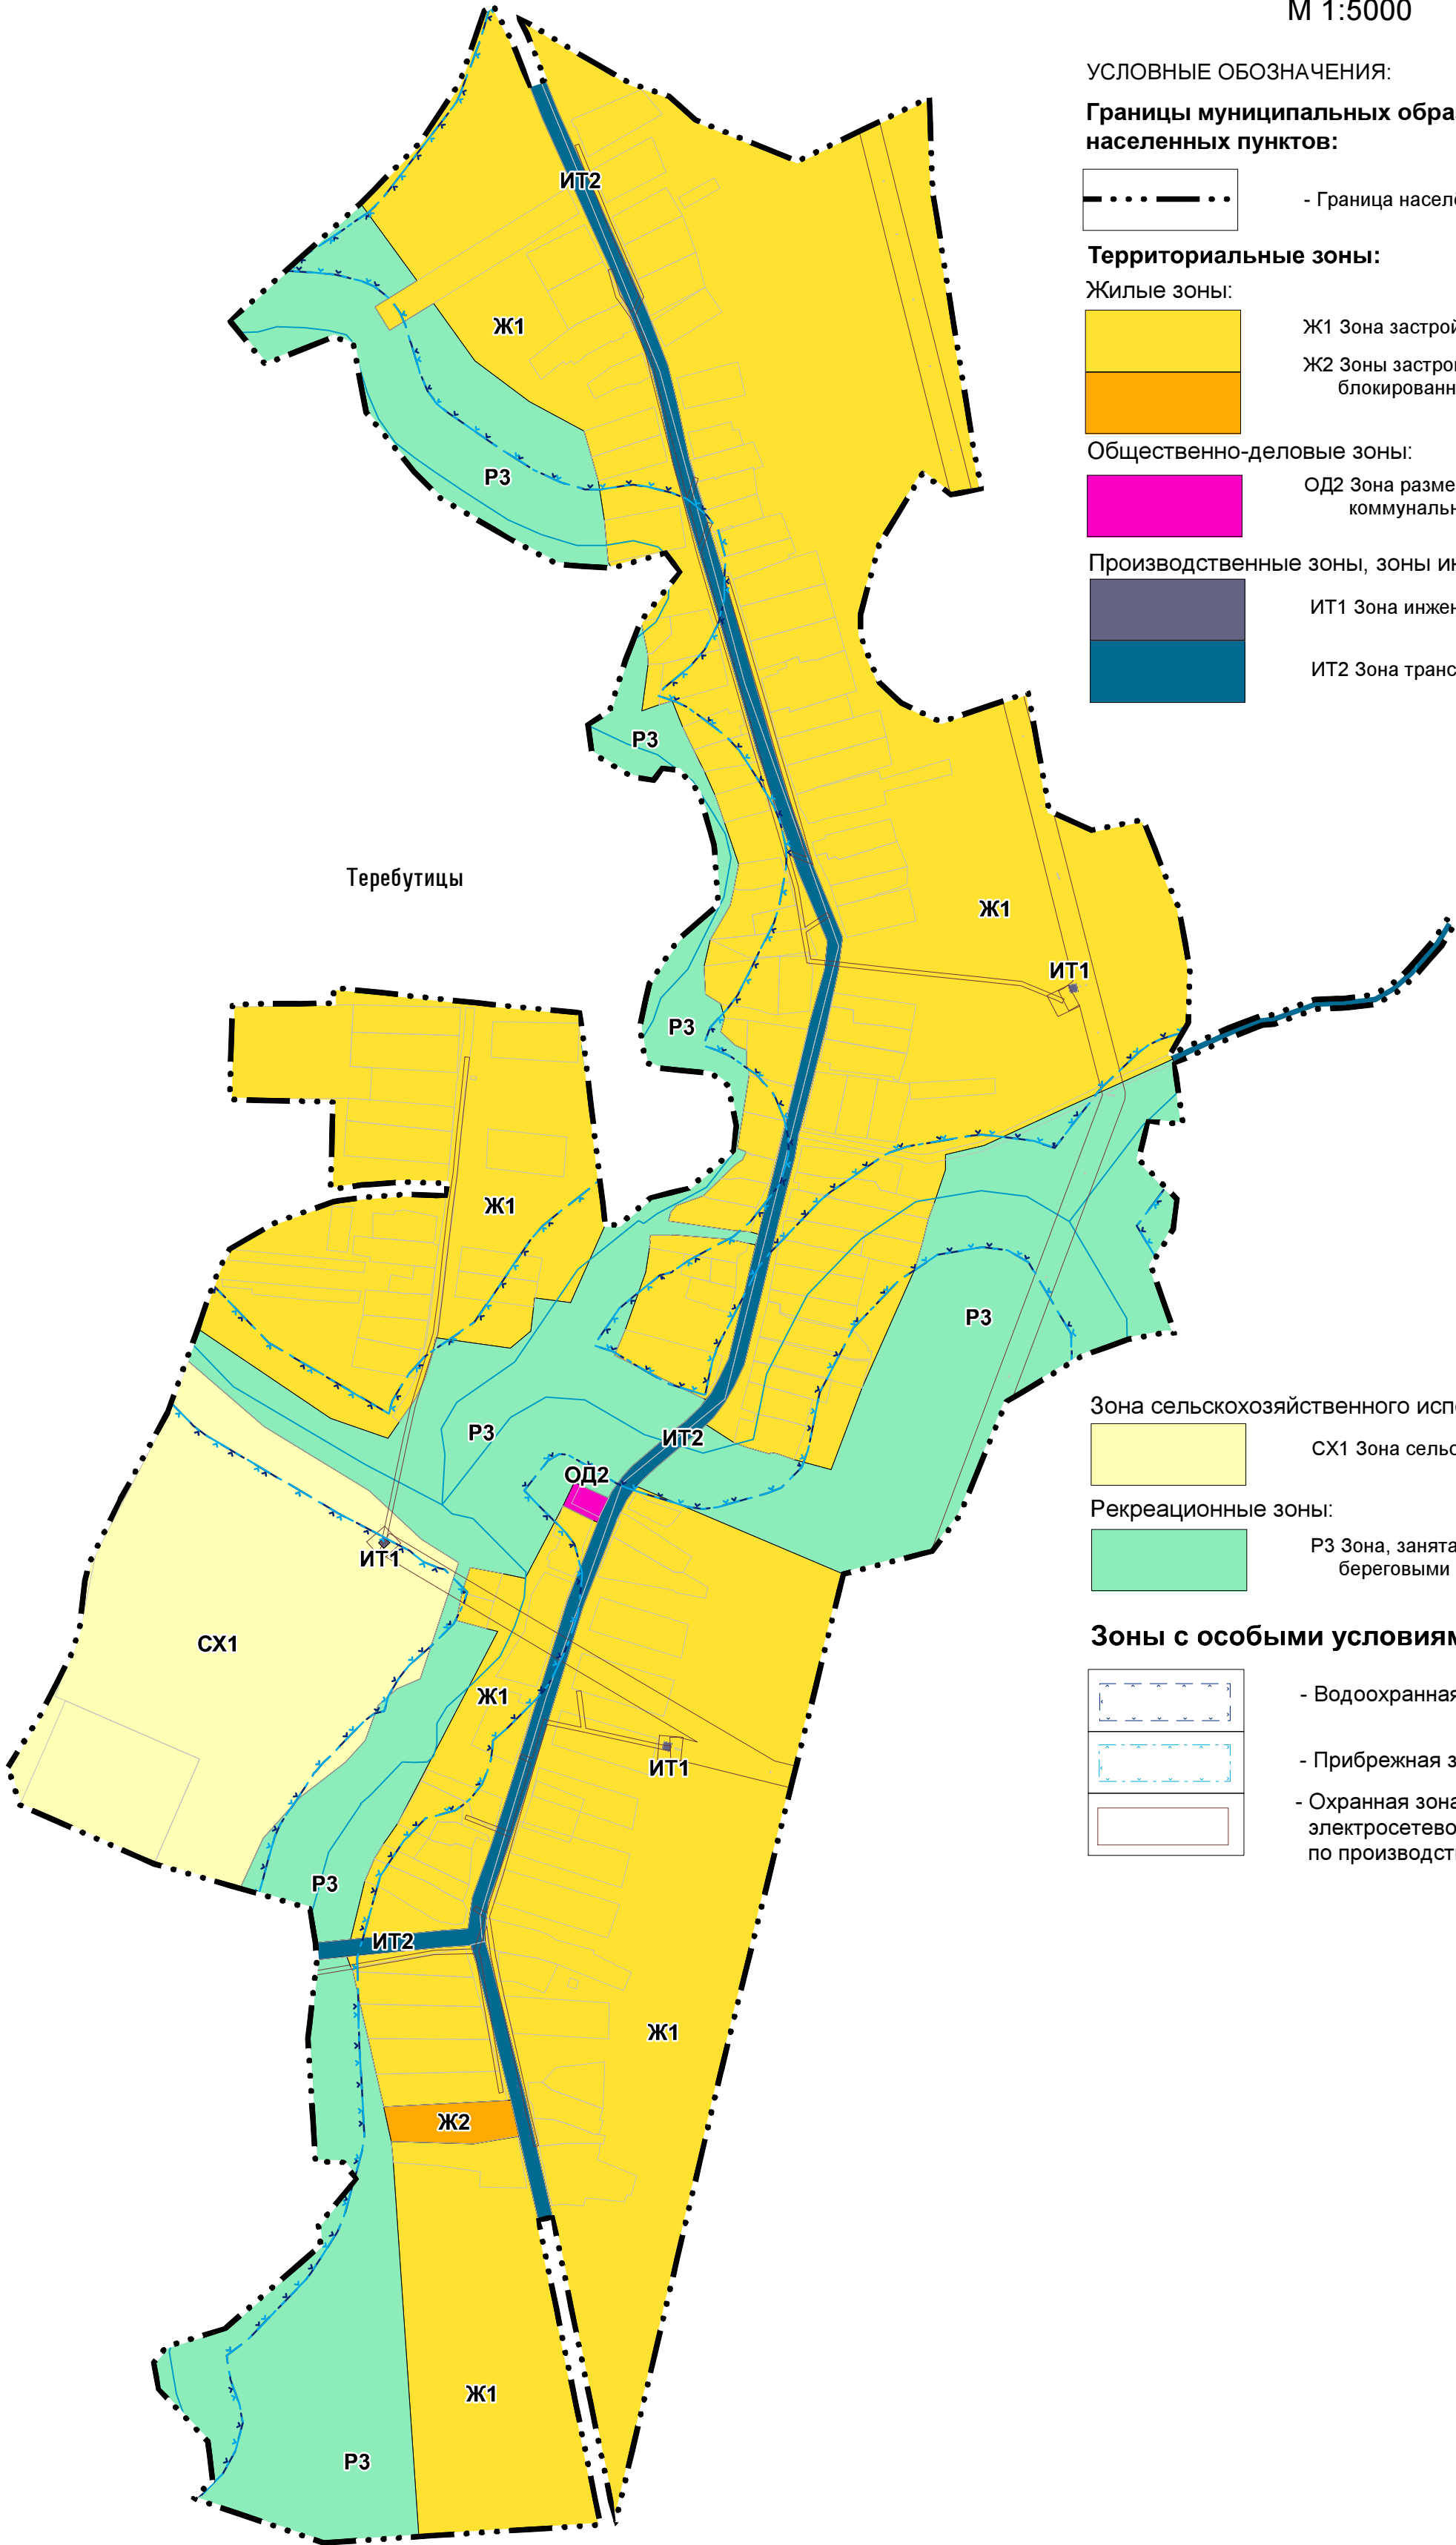 М 1:5000
УСЛОВНЫЕ ОБОЗНАЧЕНИЯ:
Границы муниципальных обра
населенных пунктов:
- Граница насел
Территориальные зоны:
Жилые зоны:
Ж1 Зона застрой
Ж2 Зоны застро
блокированн
Общественно-деловые зоны:
ОД2 Зона разме
коммуналь
Производственные зоны, зоны ин
ИТ1 Зона инжен
ИТ2 Зона транс
ИТ2
Ж1
Р3
Р3
Теребутицы
Ж1
ИТ1
Р3
Ж1
Р3
Р3
ИТ2
ОД2
ИТ1
СХ1
Ж1
ИТ1
Р3
ИТ2
Ж1
Ж2
Ж1
Р3
Зона сельскохозяйственного исп
СХ1 Зона сельс
Рекреационные зоны:
Р3 Зона, занята
береговыми
Зоны с особыми условиям
- Водоохранная
- Прибрежная з
- Охранная зона
электросетево
по производст